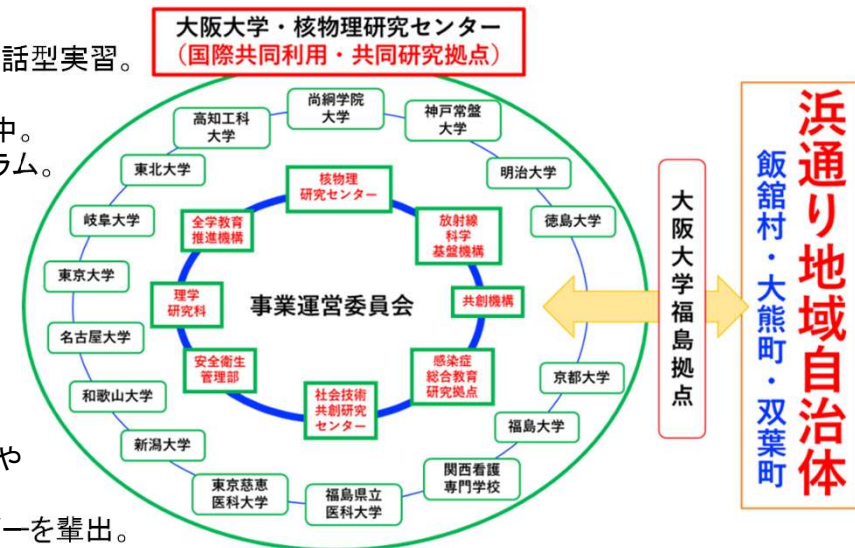 大阪大学・核物理研究センター
（国際共同利用・共同研究拠点）
話型実習。
中。
ラム。
や
ーを輩出。
尚絅学院
大学
神戸常盤
大学
明治大学
徳島大学
京都大学
福島大学
関西看護
専門学校
福島県立
医科大学
東京慈恵
医科大学
新潟大学
和歌山大学
名古屋大学
東京大学
岐阜大学
東北大学
高知工科
大学
核物理
研究センター
放射線
科学
基盤機構
共創機構
感染症
総合教育
研究拠点
社会技術
共創研究
センター
安全衛生
管理部
理学
研究科
全学教育
推進機構
事業運営委員会
大阪大学福島拠点
浜通り地域自治体
飯舘村・大熊町・双葉町